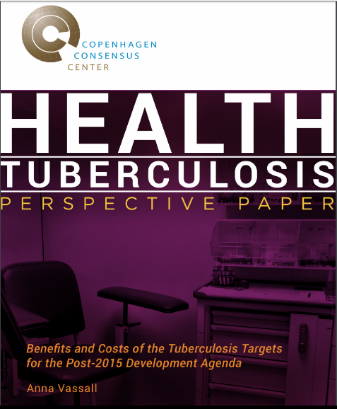 COPENHAGEN
CONSENSUS
CENTER
HEALTH
TUBERCULOSIS
PERSPECTIVE PAPER
Benefits and Costs of the Tuberculosis Targets
for the Post-2015 Development Agenda
Anna Vassall